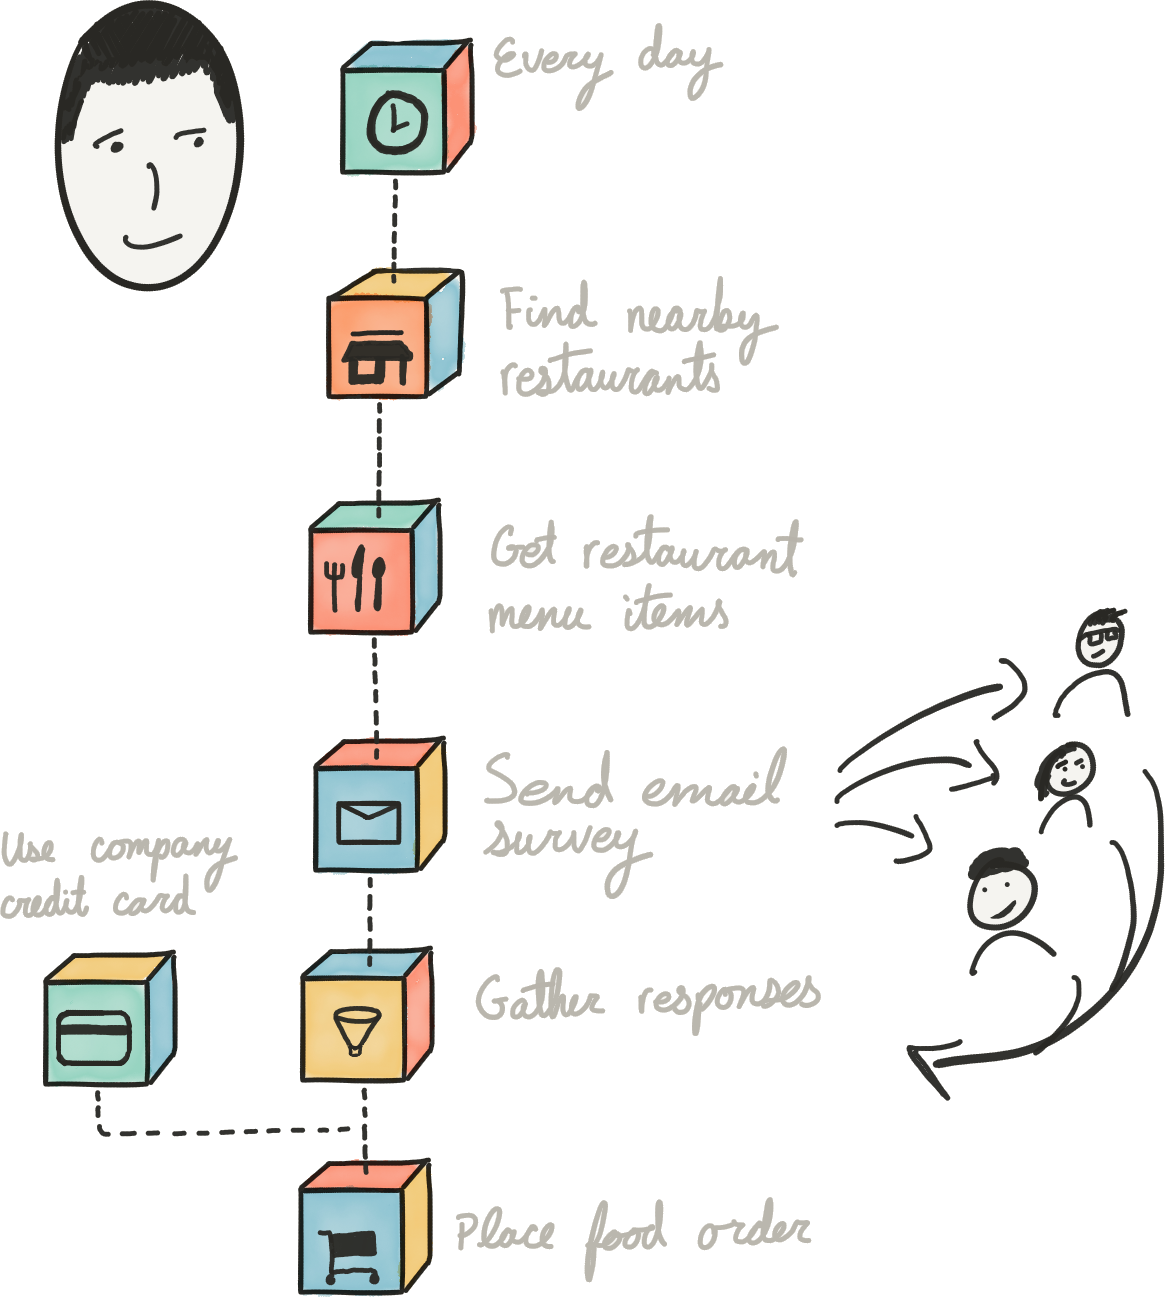 Every day
Find nearby
restaurants
Get restaurant
menu items
Send email
survey
Use company
credit card
Gather responses
Place food order